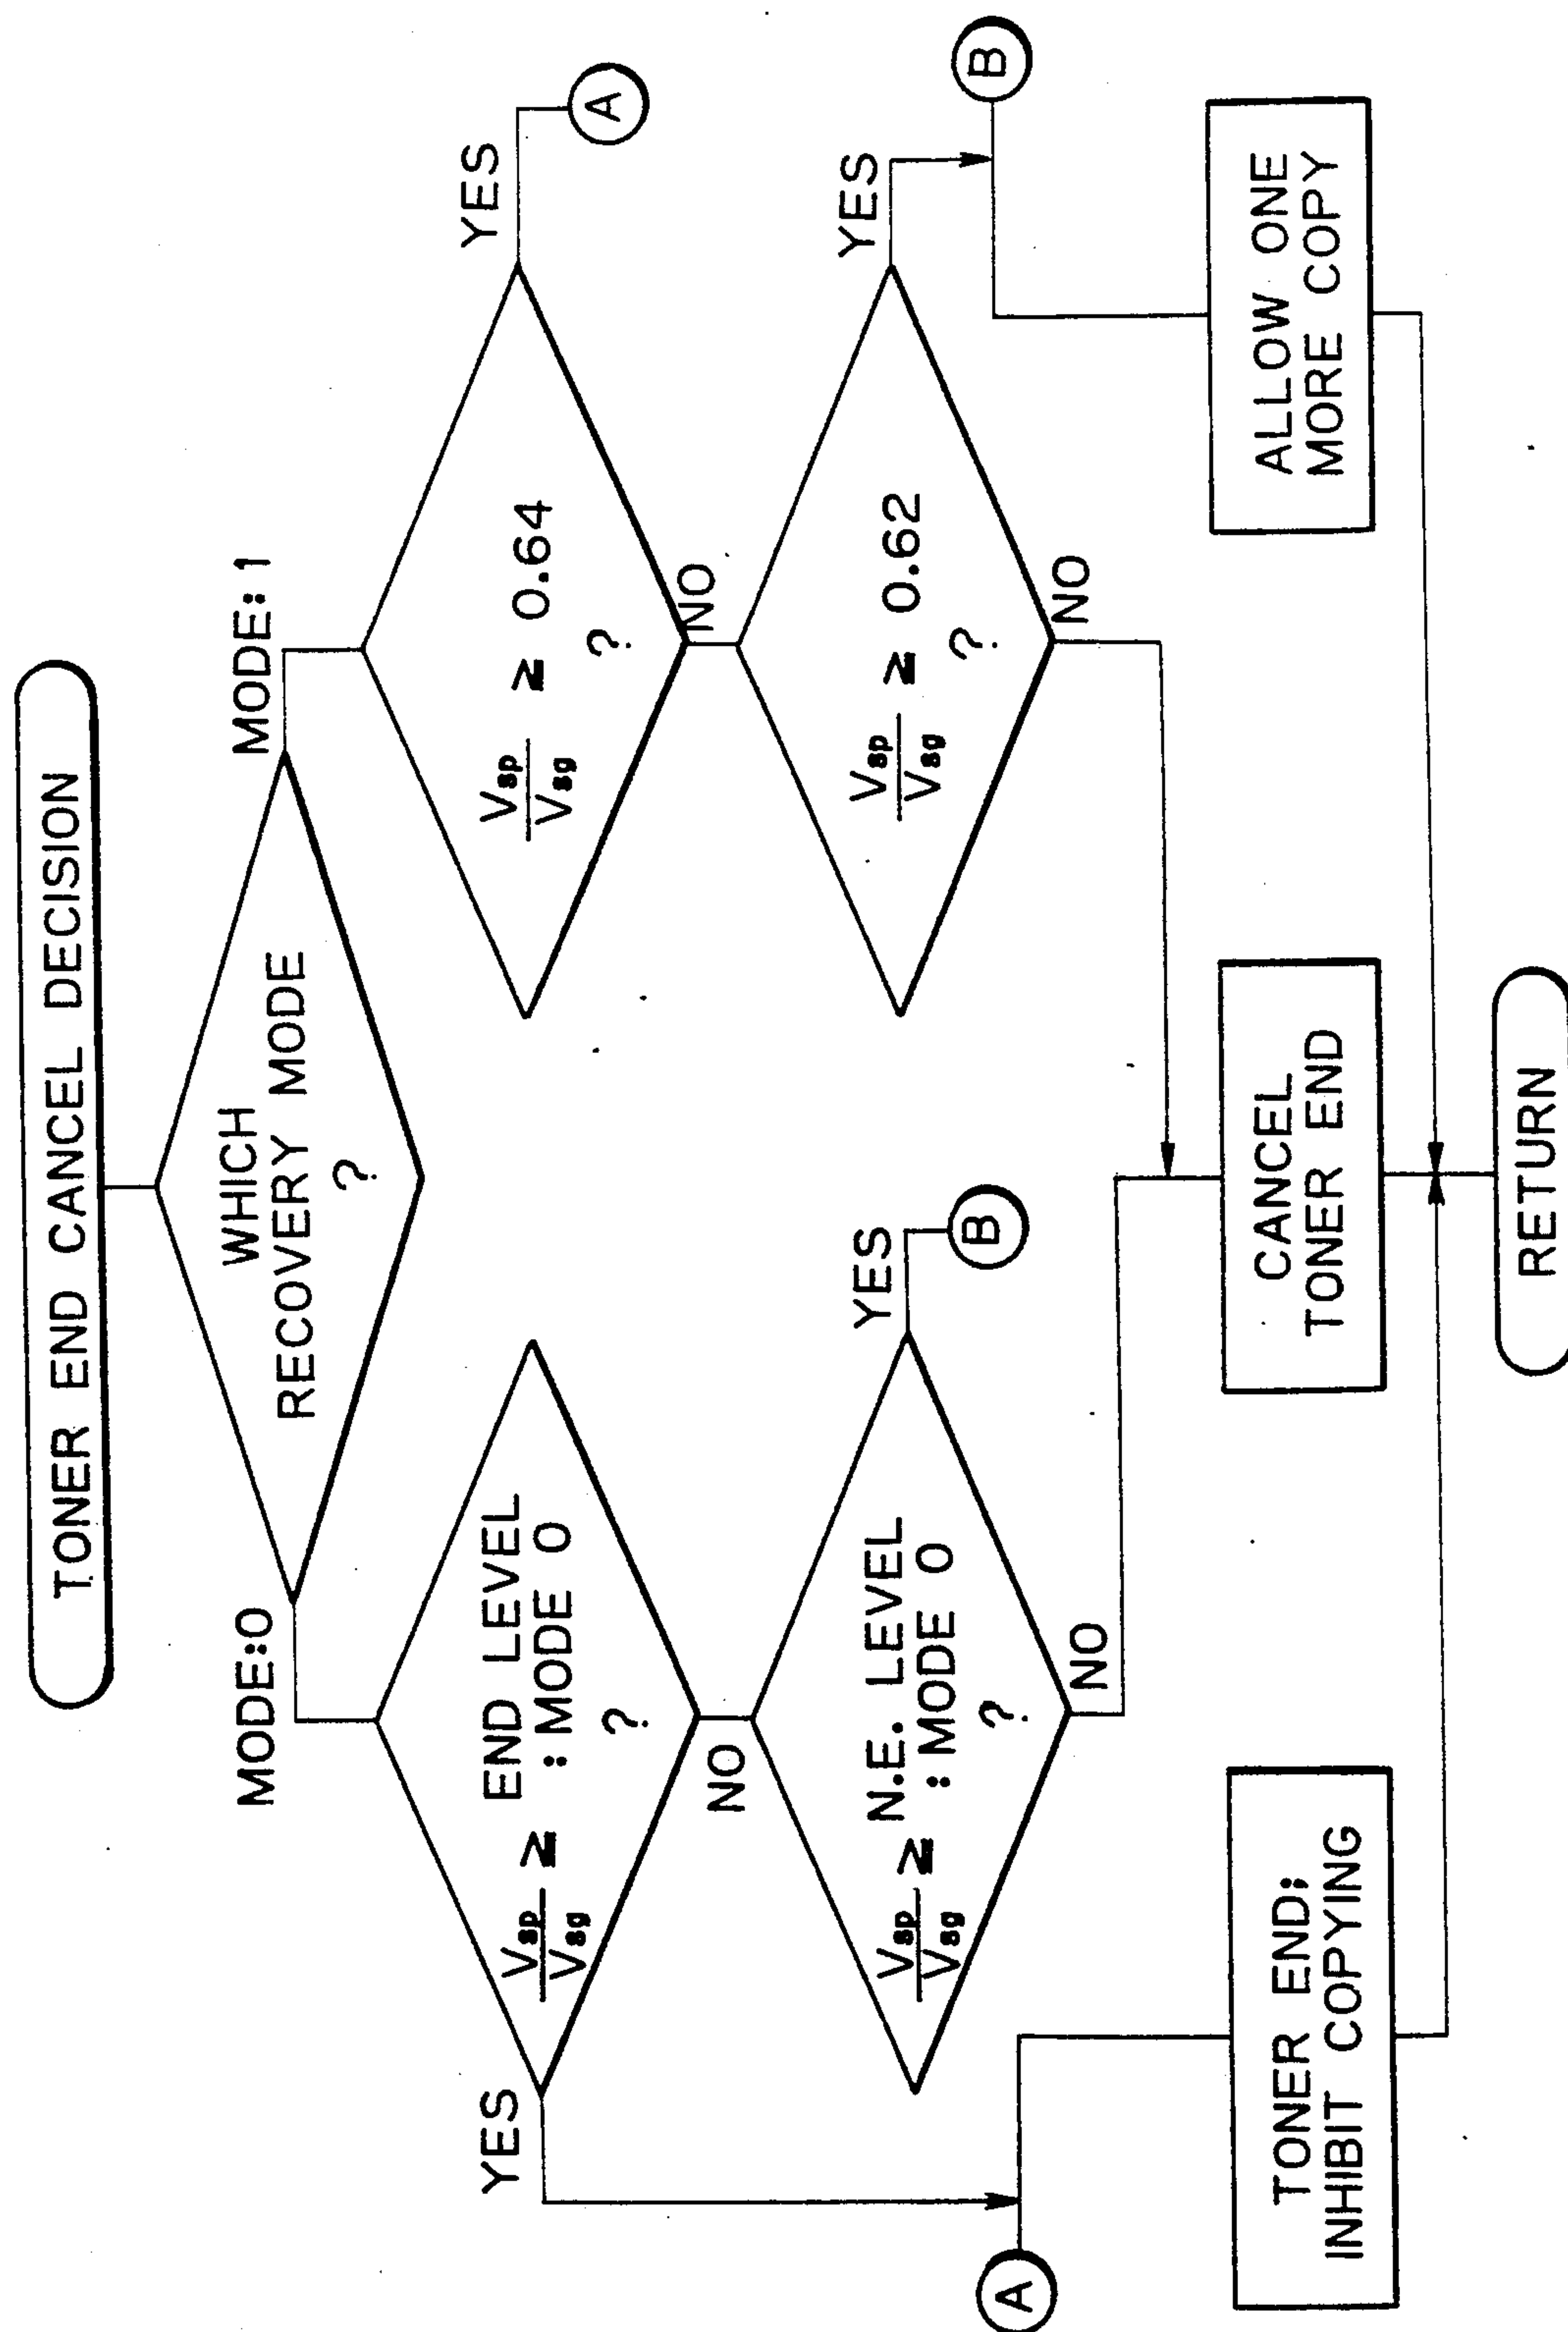 TONER END CANCEL DECISION
WHICH
RECOVERY MODE
?
MODE:0
MODE:1
Vsp
Vsg
≧ END LEVEL
: MODE 0
?
YES
NO
Vsp
Vsg
≧ 0.64
?
YES
NO
A
Vsp
Vsg
≧ N.E. LEVEL
: MODE 0
?
YES
NO
B
Vsp
Vsg
≧ 0.62
?
YES
NO
B
A
TONER END;
INHIBIT COPYING
CANCEL
TONER END
ALLOW ONE
MORE COPY
RETURN